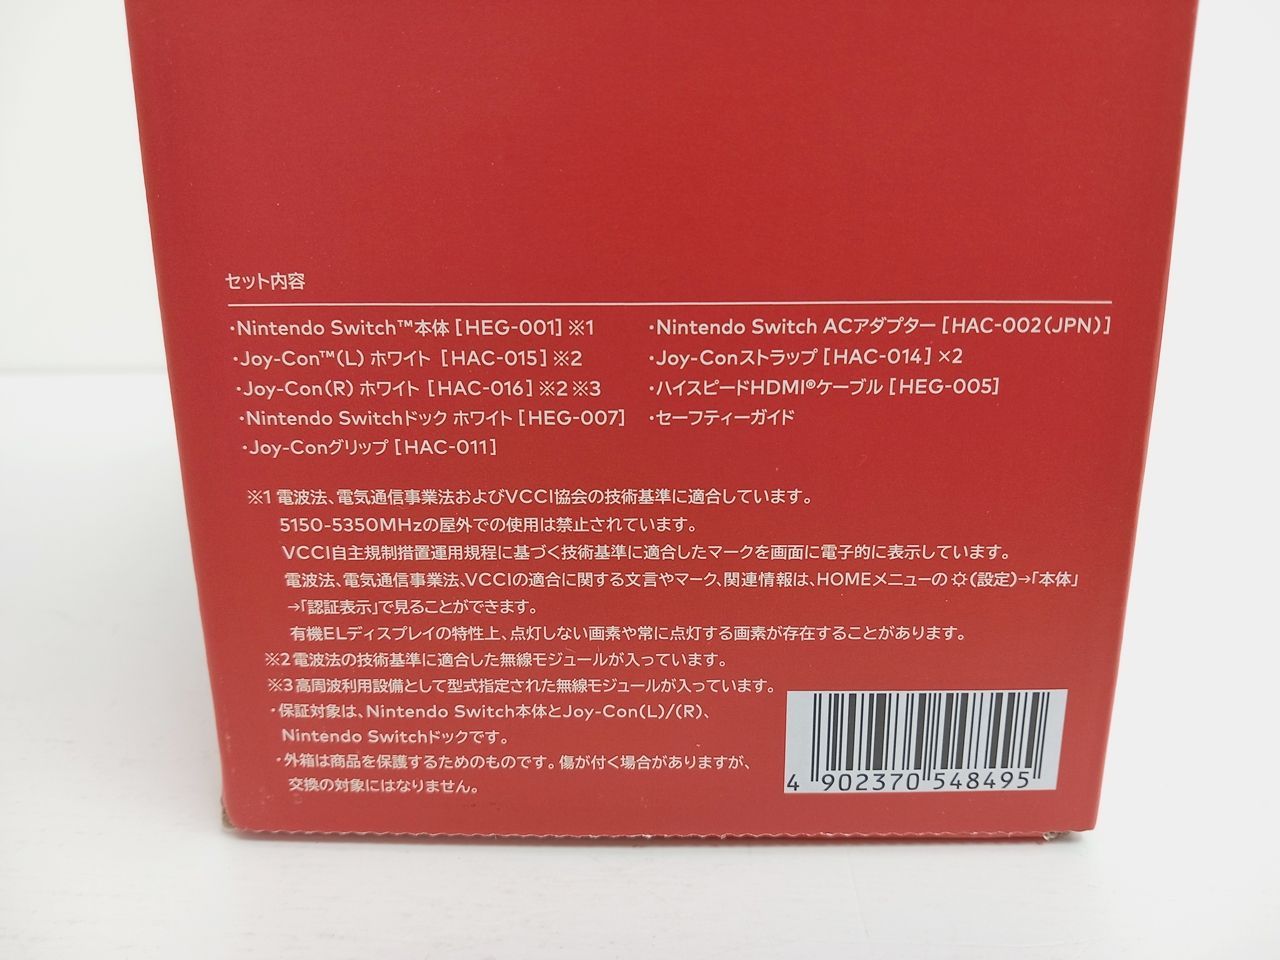 セット内容
・Nintendo Switch™本体 [HEG-001] ※1
・Joy-Con™(L) ホワイト [HAC-015] ※2
・Joy-Con(R) ホワイト [HAC-016] ※2 ※3
・Nintendo Switchドック ホワイト [HEG-007]
・Joy-Conグリップ [HAC-011]
・Nintendo Switch ACアダプター [HAC-002(JPN)]
・Joy-Conストラップ [HAC-014] ×2
・ハイスピードHDMI®ケーブル [HEG-005]
・セーフティーガイド
※1 電波法、電気通信事業法およびVCCI協会の技術基準に適合しています。
5150-5350MHzの屋外での使用は禁止されています。
VCCI自主規制措置運用規程に基づく技術基準に適合したマークを画面に電子的に表示しています。
電波法、電気通信事業法、VCCIの適合に関する文言やマーク、関連情報は、HOMEメニューの(設定)→「本体」
→「認証表示」で見ることができます。
有機ELディスプレイの特性上、点灯しない画素や常に点灯する画素が存在することがあります。
※2 電波法の技術基準に適合した無線モジュールが入っています。
※3 高周波利用設備として型式指定された無線モジュールが入っています。
・保証対象は、Nintendo Switch本体とJoy-Con(L)/(R)、
Nintendo Switchドックです。
・外箱は商品を保護するためのものです。傷が付く場合がありますが、
交換の対象にはなりません。
4 902370 548495